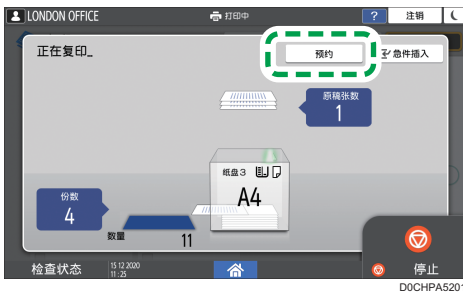 LONDON OFFICE
打印中
?
注销
正在复印_
预约
急件插入
原稿张数
1
纸盘3
A4
份数
4
数量
11
检查状态
15 12 2020
11:25
停止
D0CHPA5201